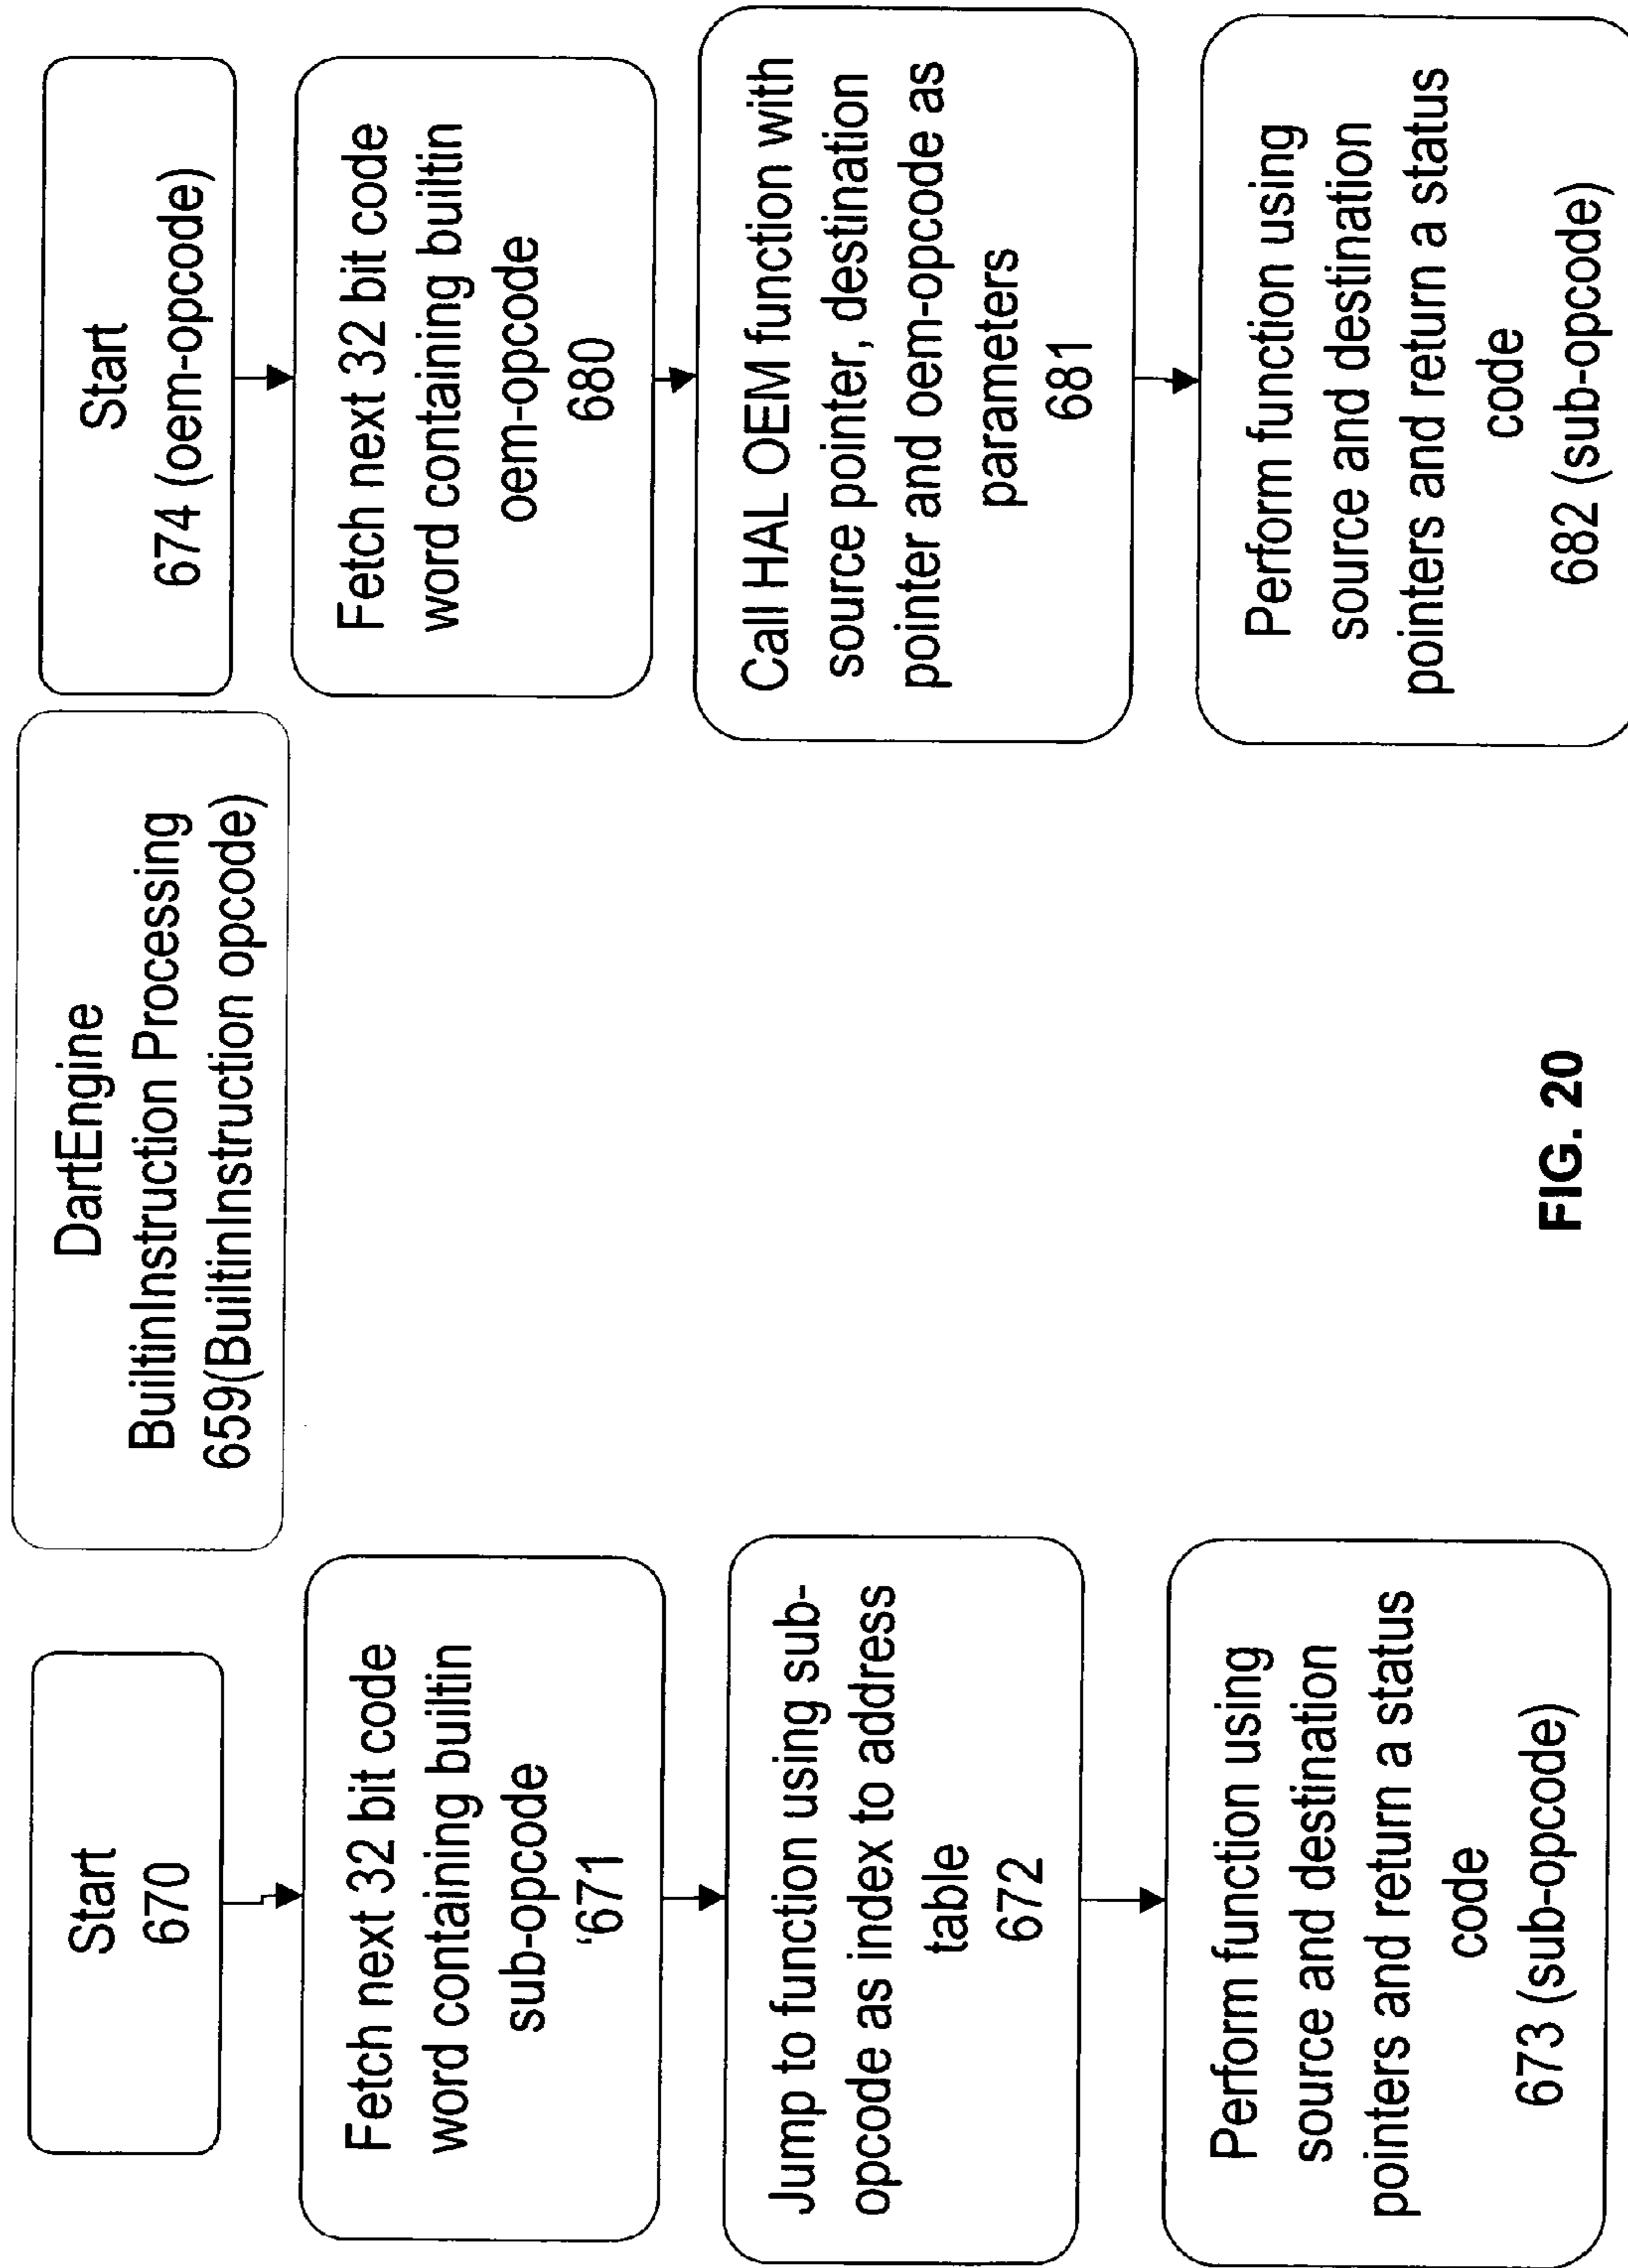 DartEngine
BuiltinInstruction Processing
659(BuiltinInstruction opcode)
Start
670
Fetch next 32 bit code
word containing builtin
sub-opcode
‘671
Jump to function using sub-
opcode as index to address
table
672
Perform function using
source and destination
pointers and return a status
code
673 (sub-opcode)
Start
674 (oem-opcode)
Fetch next 32 bit code
word containing builtin
oem-opcode
680
Call HAL OEM function with
source pointer, destination
pointer and oem-opcode as
parameters
681
Perform function using
source and destination
pointers and return a status
code
682 (sub-opcode)
FIG. 20